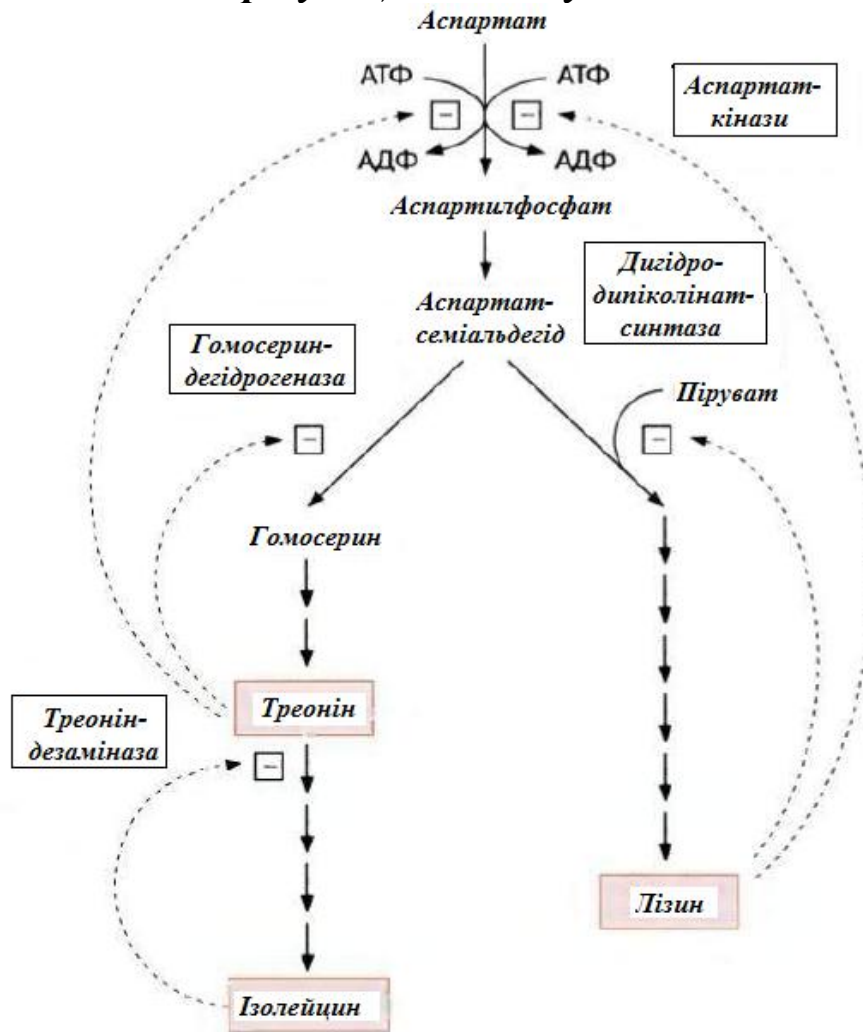 Аспартат
АТФ
АТФ
Аспартат-
кінази
−
−
АДФ
АДФ
Аспартилфосфат
Дигідро-
дипіколінат-
синтаза
Аспартат-
семіальдегід
Гомосерин-
дегідрогеназа
Піруват
−
−
Гомосерин
Треонін
Треонін-
дезаміназа
−
Лізин
Ізолейцин